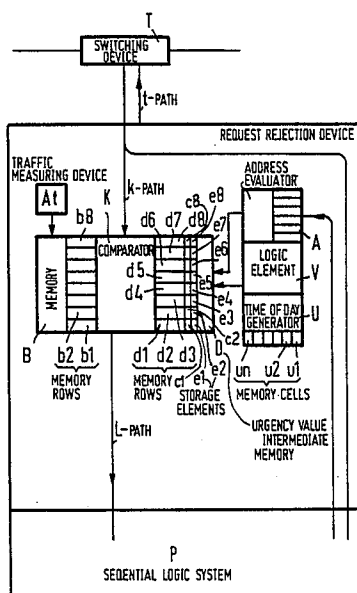 T
SWITCHING
DEVICE
t-PATH
REQUEST REJECTION DEVICE
TRAFFIC
MEASURING DEVICE
At
K
k-PATH
ADDRESS
EVALUATOR
b8
COMPARATOR
c8
e8
d6 d7 d8
e7
e6
d5
e5
d4
e4
e3
c2
MEMORY
LOGIC
ELEMENT
A
V
TIME OF DAY
GENERATOR
U
B
b2 b1
d1 d2 d3
c1
e1
e2
D
un u2 u1
MEMORY
ROWS
MEMORY
ROWS
STORAGE
ELEMENTS
MEMORY-CELLS
URGENCY VALUE
INTERMEDIATE
MEMORY
L-PATH
P
SEQENTIAL LOGIC SYSTEM